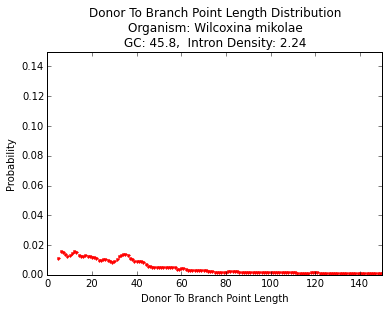 Donor To Branch Point Length Distribution
Organism: Wilcoxina mikolae
GC: 45.8,  Intron Density: 2.24
0.14
0.12
0.10
0.08
0.06
0.04
0.02
0.00
Probability
0 20 40 60 80 100 120 140
Donor To Branch Point Length